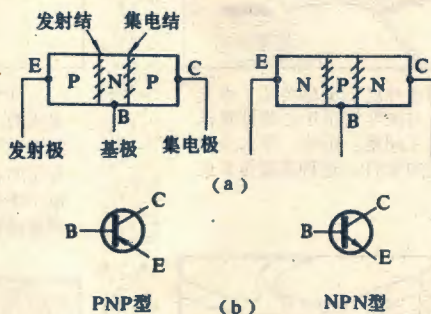 发射结 集电结
E P N P C
B
发射极 基极 集电极
E N P N C
B
(a)
B C E
B C E
PNP型 (b) NPN型